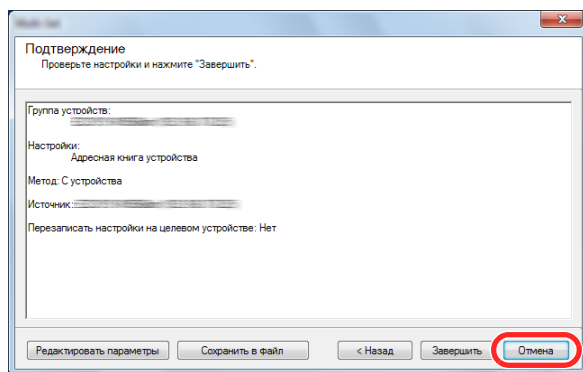 Подтверждение
Проверьте настройки и нажмите "Завершить".
Группа устройств:
Настройки:
Адресная книга устройства
Метод: С устройства
Источник:
Перезаписать настройки на целевом устройстве: Нет
Редактировать параметры Сохранить в файл < Назад Завершить Отмена